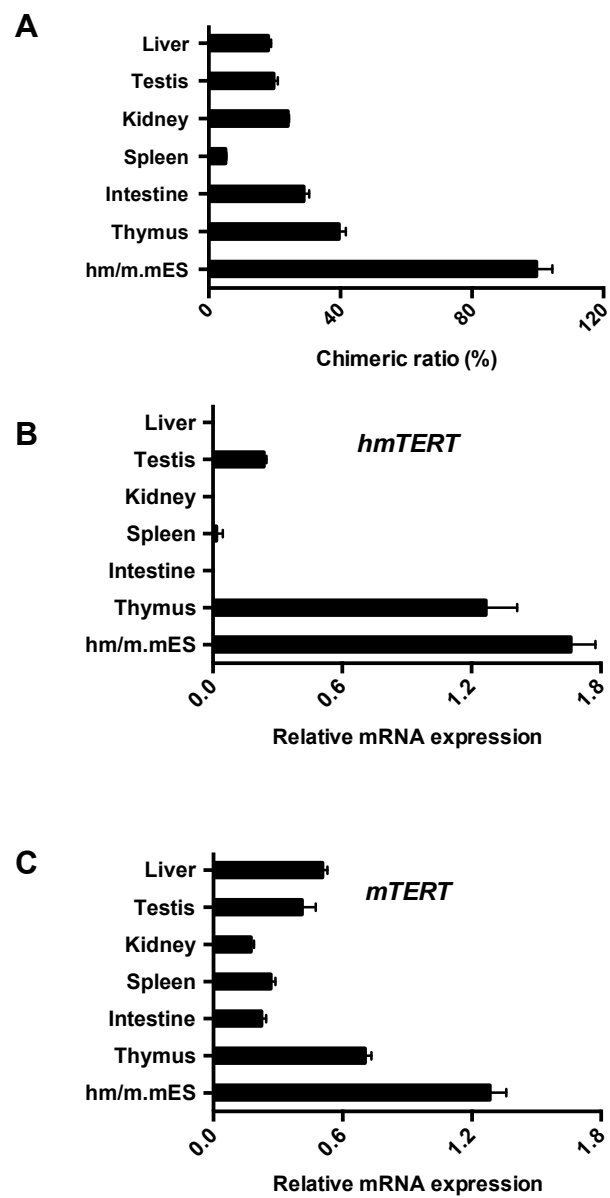 A
Liver
Testis
Kidney
Spleen
Intestine
Thymus
hm/m.mES
0 40 80 120
Chimeric ratio (%)
B
hmTERT
Liver
Testis
Kidney
Spleen
Intestine
Thymus
hm/m.mES
0.0 0.6 1.2 1.8
Relative mRNA expression
C
mTERT
Liver
Testis
Kidney
Spleen
Intestine
Thymus
hm/m.mES
0.0 0.6 1.2 1.8
Relative mRNA expression